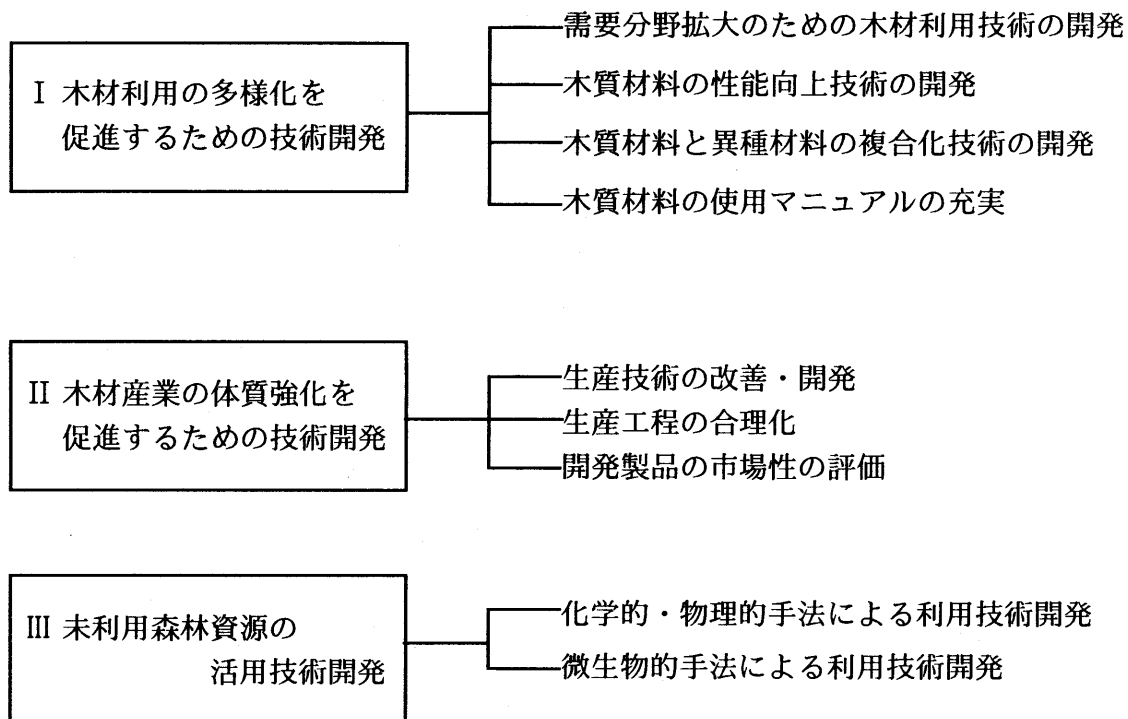 Ⅰ 木材利用の多様化を
促進するための技術開発
需要分野拡大のための木材利用技術の開発
木質材料の性能向上技術の開発
木質材料と異種材料の複合化技術の開発
木質材料の使用マニュアルの充実
Ⅱ 木材産業の体質強化を
促進するための技術開発
生産技術の改善・開発
生産工程の合理化
開発製品の市場性の評価
Ⅲ 未利用森林資源の
活用技術開発
化学的・物理的手法による利用技術開発
微生物的手法による利用技術開発